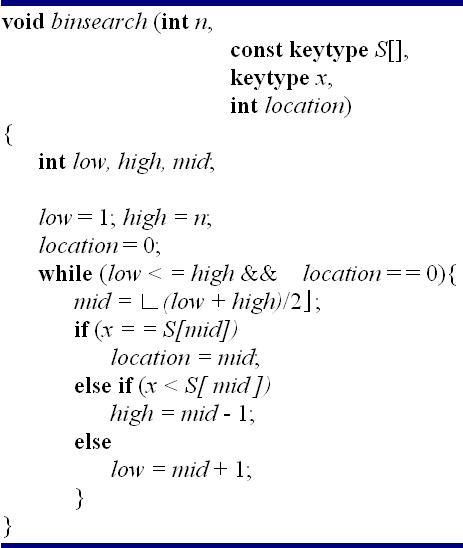 void binsearch (int n,
const keytype S[],
keytype x,
int location)
{
int low, high, mid;
low = 1; high = n;
location = 0;
while (low < = high && location = = 0){
mid = ⌊ (low + high)/2⌋;
if (x = = S[mid])
location = mid;
else if (x < S[ mid ])
high = mid - 1;
else
low = mid + 1;
}
}